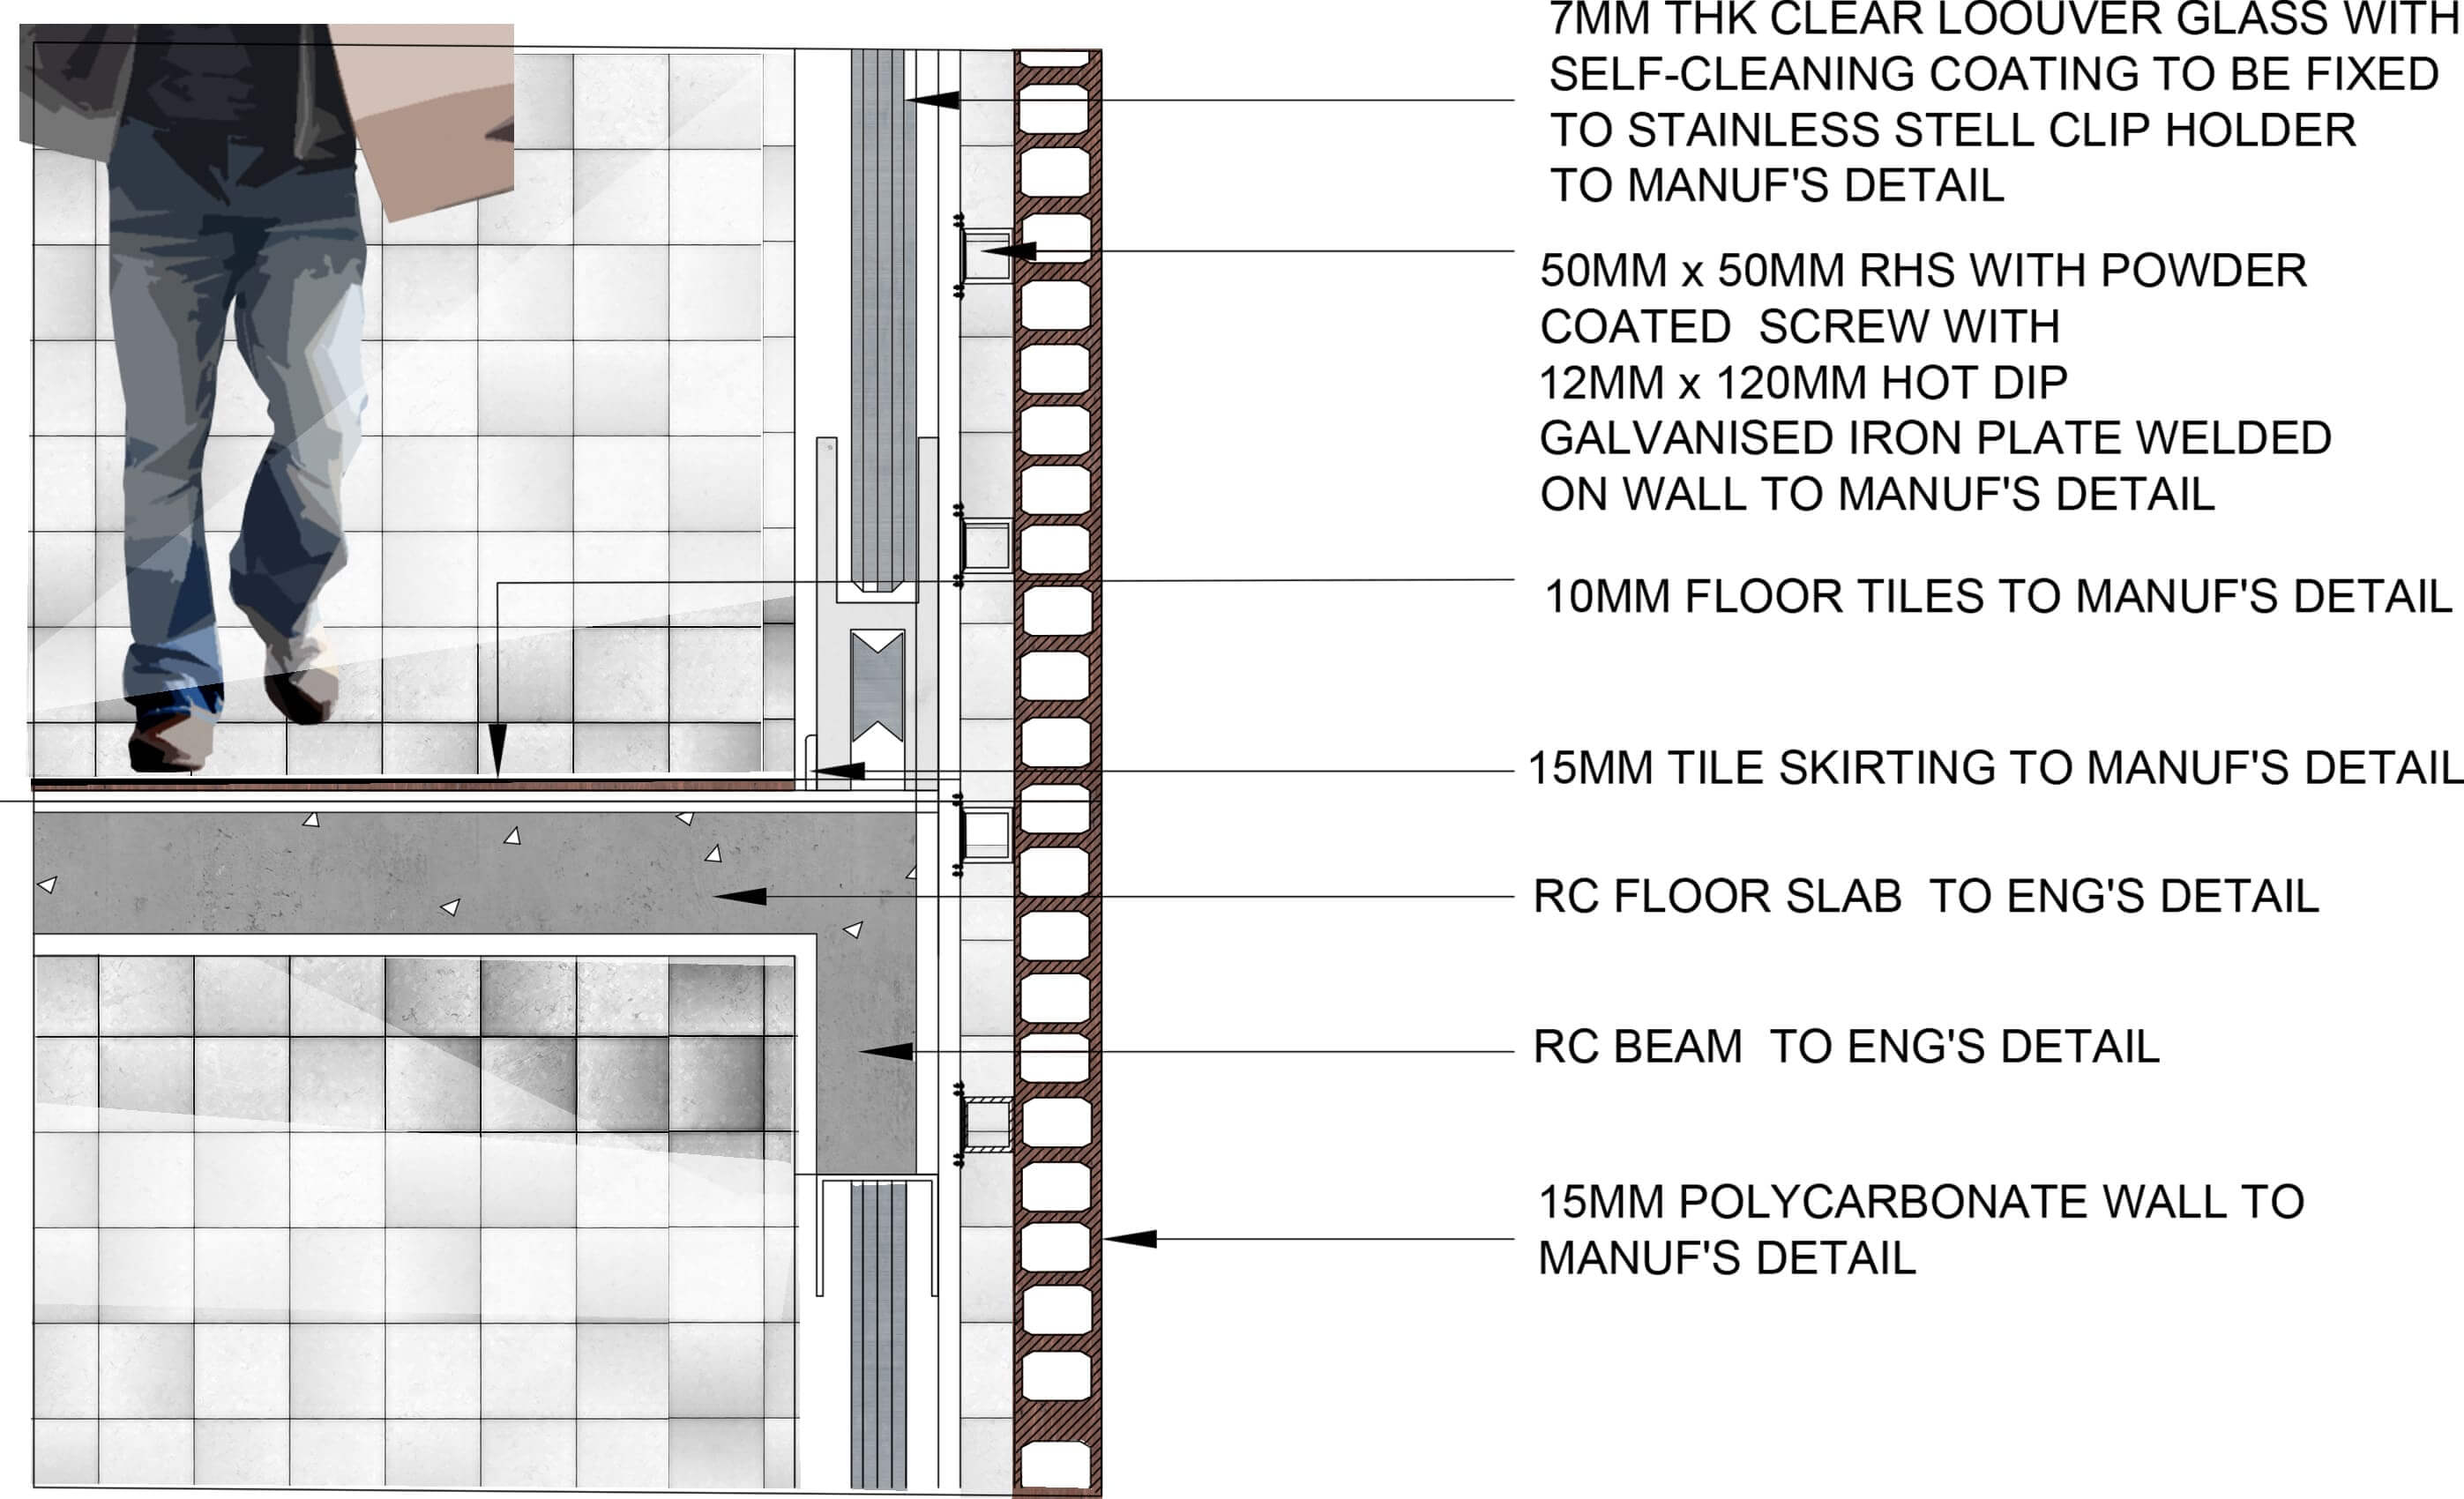 7MM THK CLEAR LOOUVER GLASS WITH
SELF-CLEANING COATING TO BE FIXED
TO STAINLESS STELL CLIP HOLDER
TO MANUF'S DETAIL
50MM x 50MM RHS WITH POWDER
COATED  SCREW WITH
12MM x 120MM HOT DIP
GALVANISED IRON PLATE WELDED
ON WALL TO MANUF'S DETAIL
10MM FLOOR TILES TO MANUF'S DETAIL
15MM TILE SKIRTING TO MANUF'S DETAIL
RC FLOOR SLAB  TO ENG'S DETAIL
RC BEAM  TO ENG'S DETAIL
15MM POLYCARBONATE WALL TO
MANUF'S DETAIL